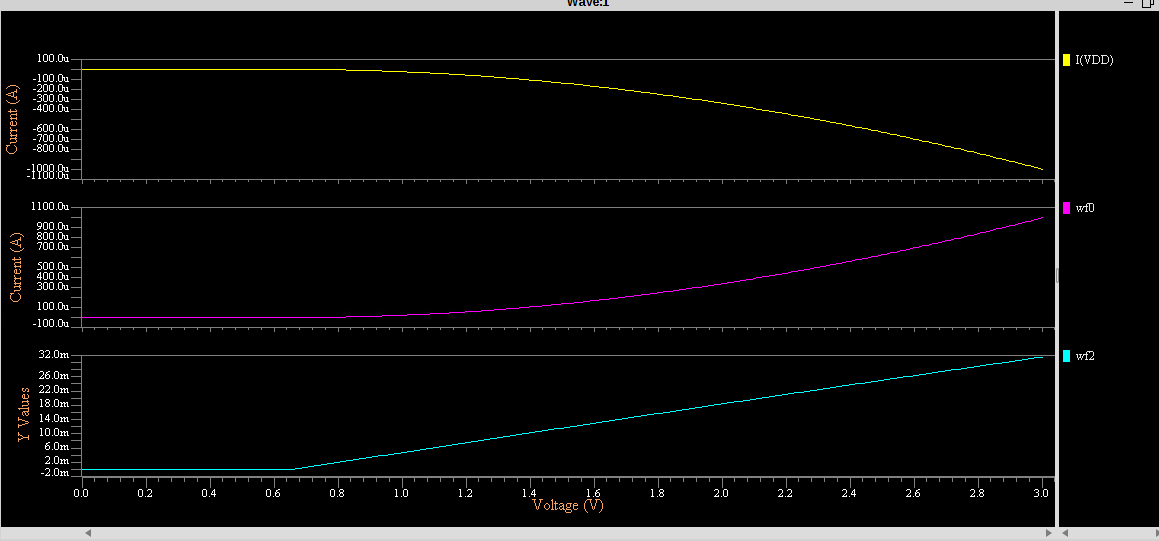 Wave:1
100.0u
-100.0u
-200.0u
-300.0u
-400.0u
-600.0u
-700.0u
-800.0u
-1000.0u
-1100.0u
Current (A)
I(VDD)
1100.0u
900.0u
800.0u
700.0u
500.0u
400.0u
300.0u
100.0u
-100.0u
Current (A)
wf0
32.0m
26.0m
22.0m
18.0m
14.0m
10.0m
6.0m
2.0m
-2.0m
Y Values
wf2
0.0 0.2 0.4 0.6 0.8 1.0 1.2 1.4 1.6 1.8 2.0 2.2 2.4 2.6 2.8 3.0
Voltage (V)